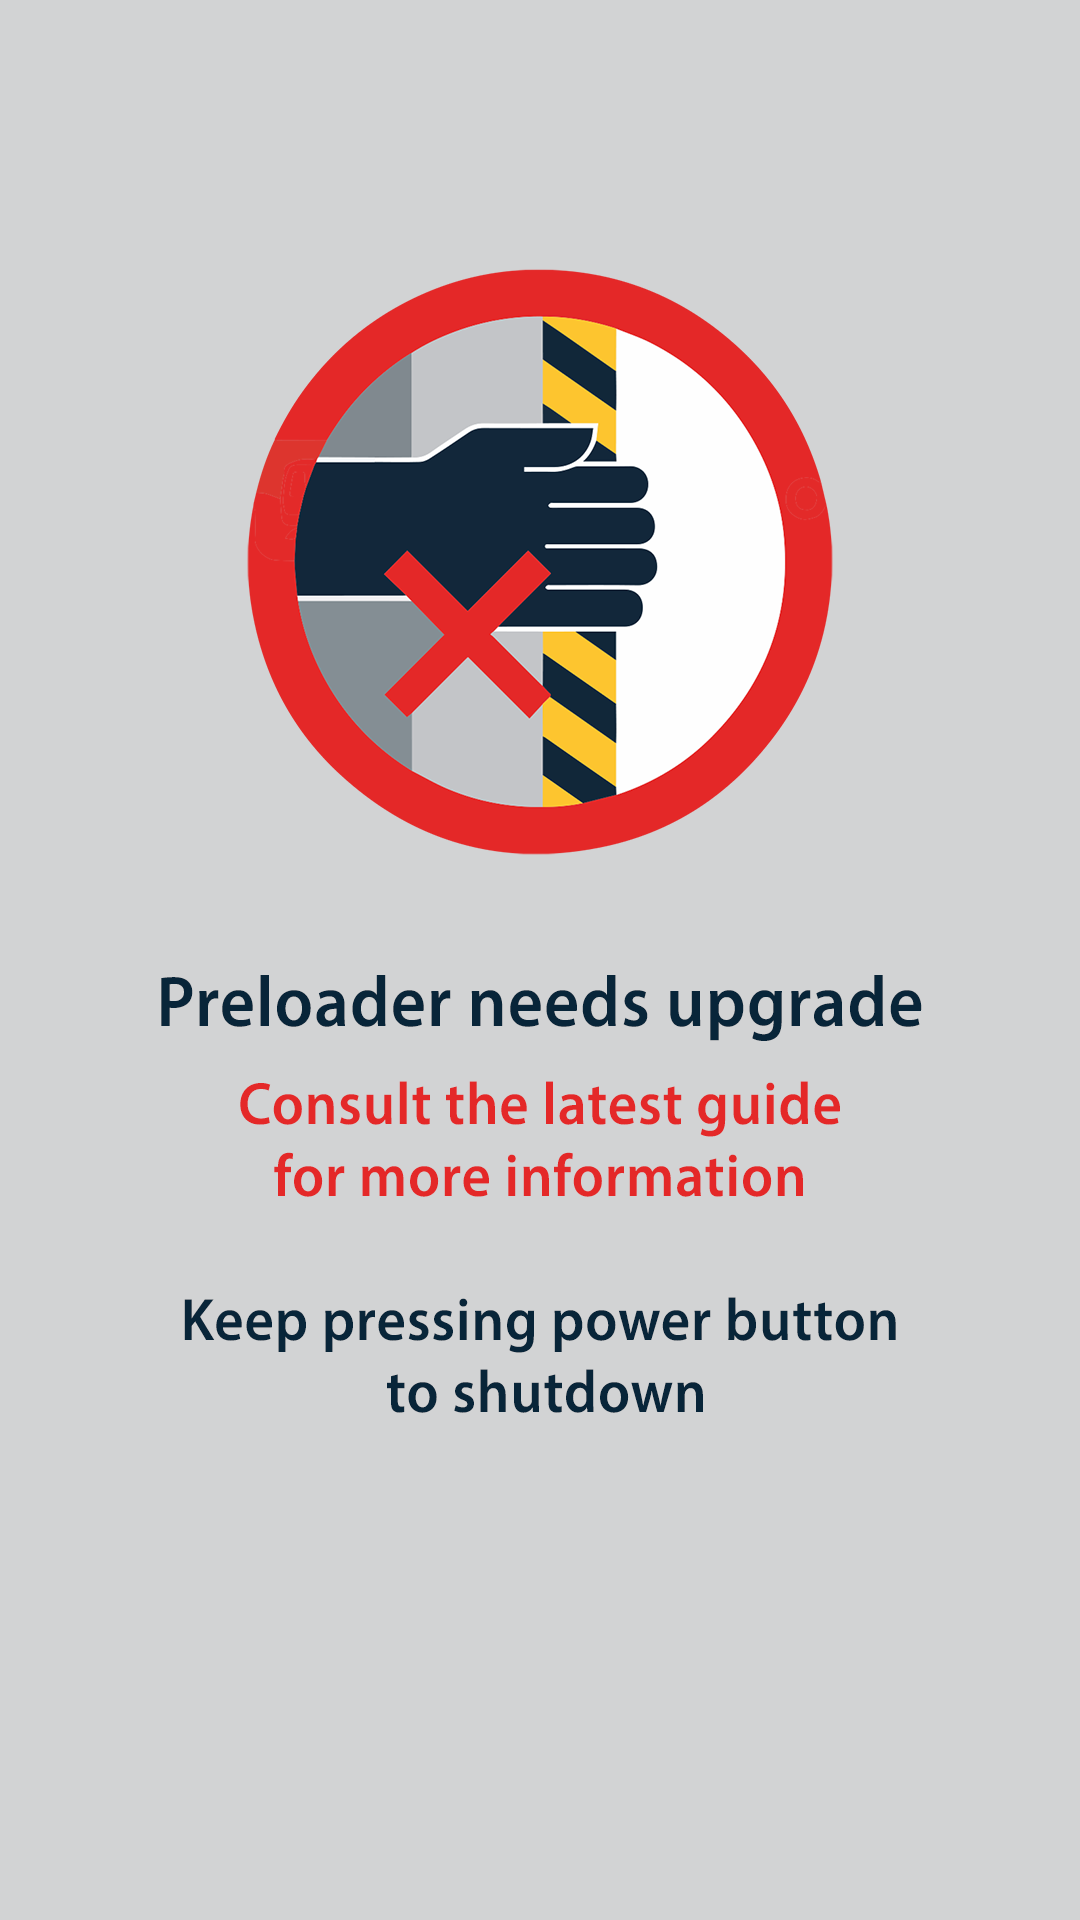 Preloader needs upgrade
Consult the latest guide
for more information
Keep pressing power button
to shutdown